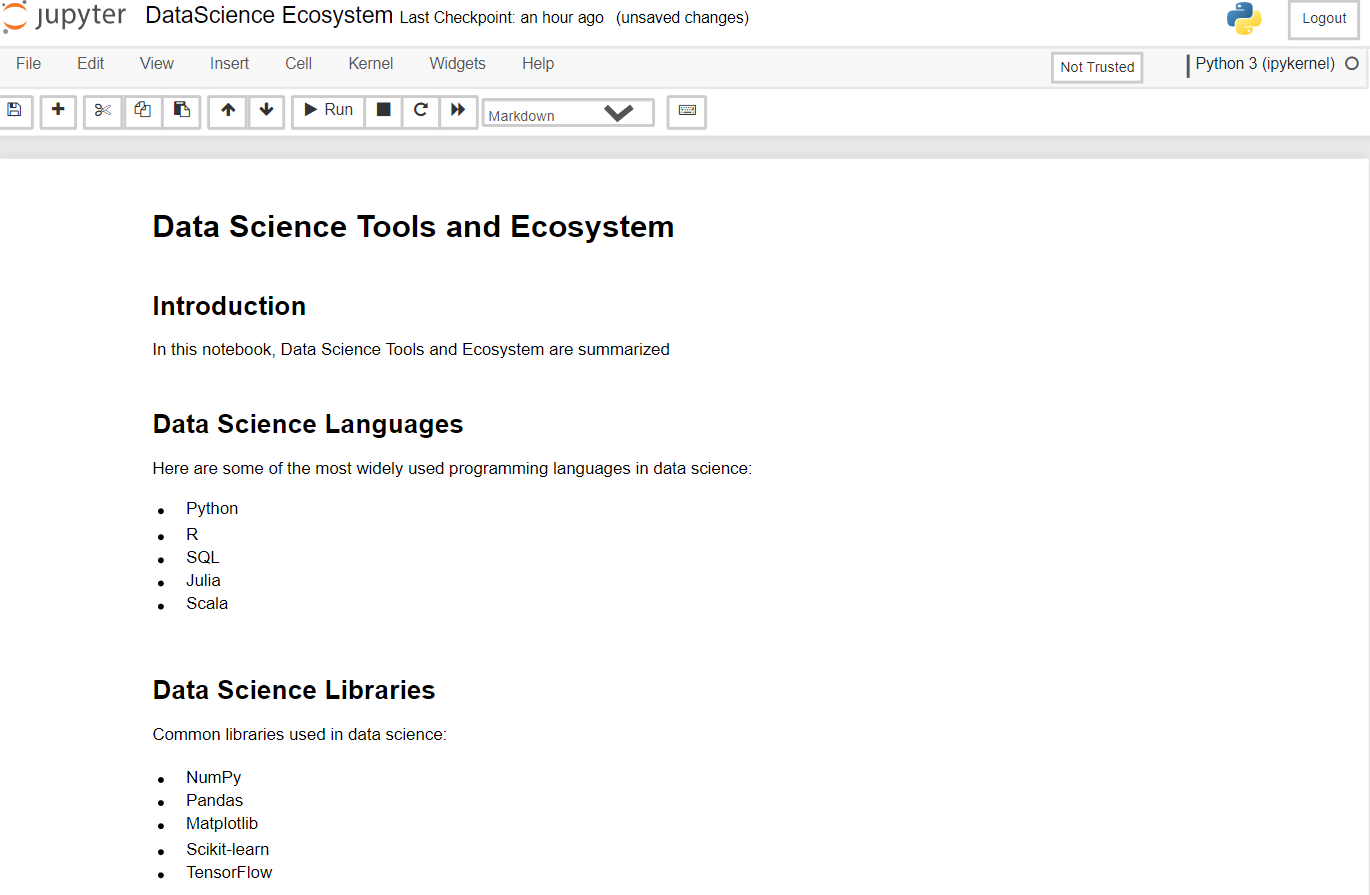 jupyter DataScience Ecosystem Last Checkpoint: an hour ago (unsaved changes) Logout
File Edit View Insert Cell Kernel Widgets Help Not Trusted Python 3 (ipykernel)
Run Markdown
Data Science Tools and Ecosystem
Introduction
In this notebook, Data Science Tools and Ecosystem are summarized
Data Science Languages
Here are some of the most widely used programming languages in data science:
Python
R
SQL
Julia
Scala
Data Science Libraries
Common libraries used in data science:
NumPy
Pandas
Matplotlib
Scikit-learn
TensorFlow